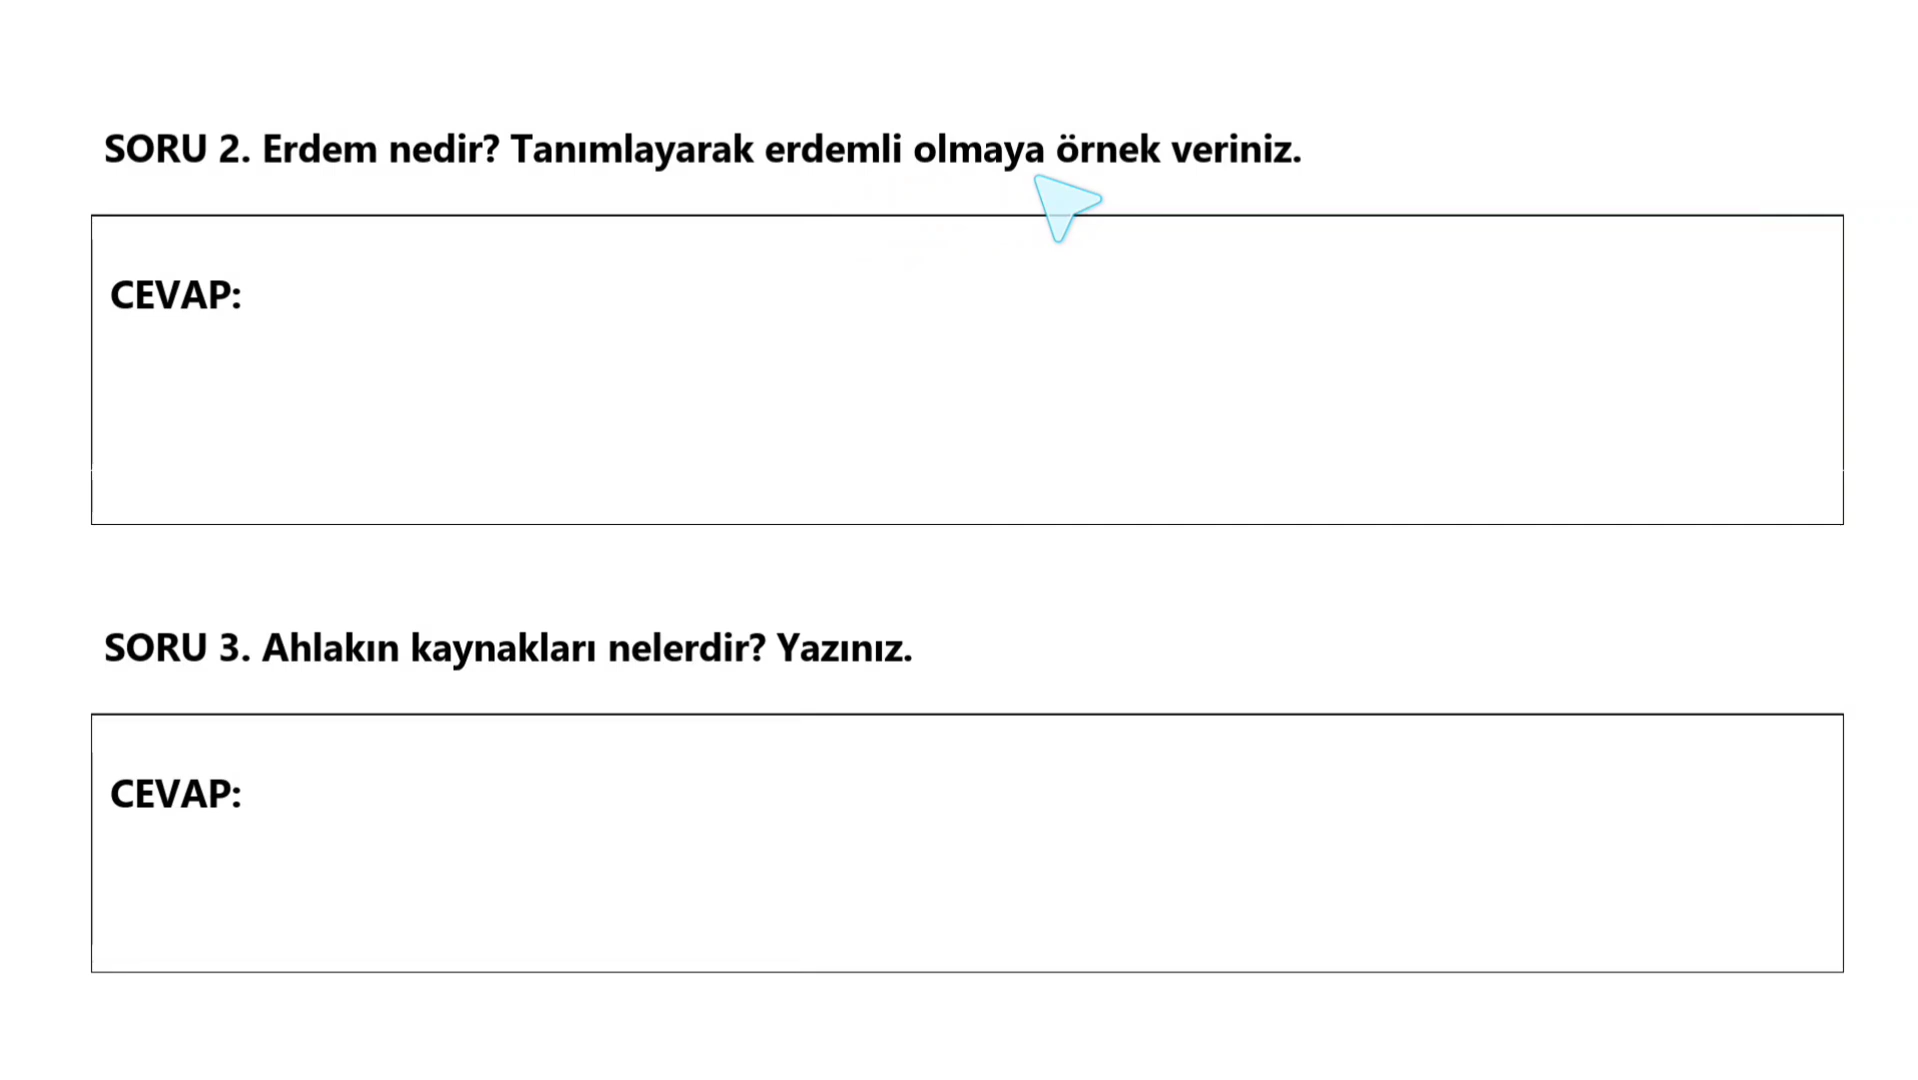 SORU 2. Erdem nedir? Tanımlayarak erdemli olmaya örnek veriniz.
CEVAP:
SORU 3. Ahlakın kaynakları nelerdir? Yazınız.
CEVAP: